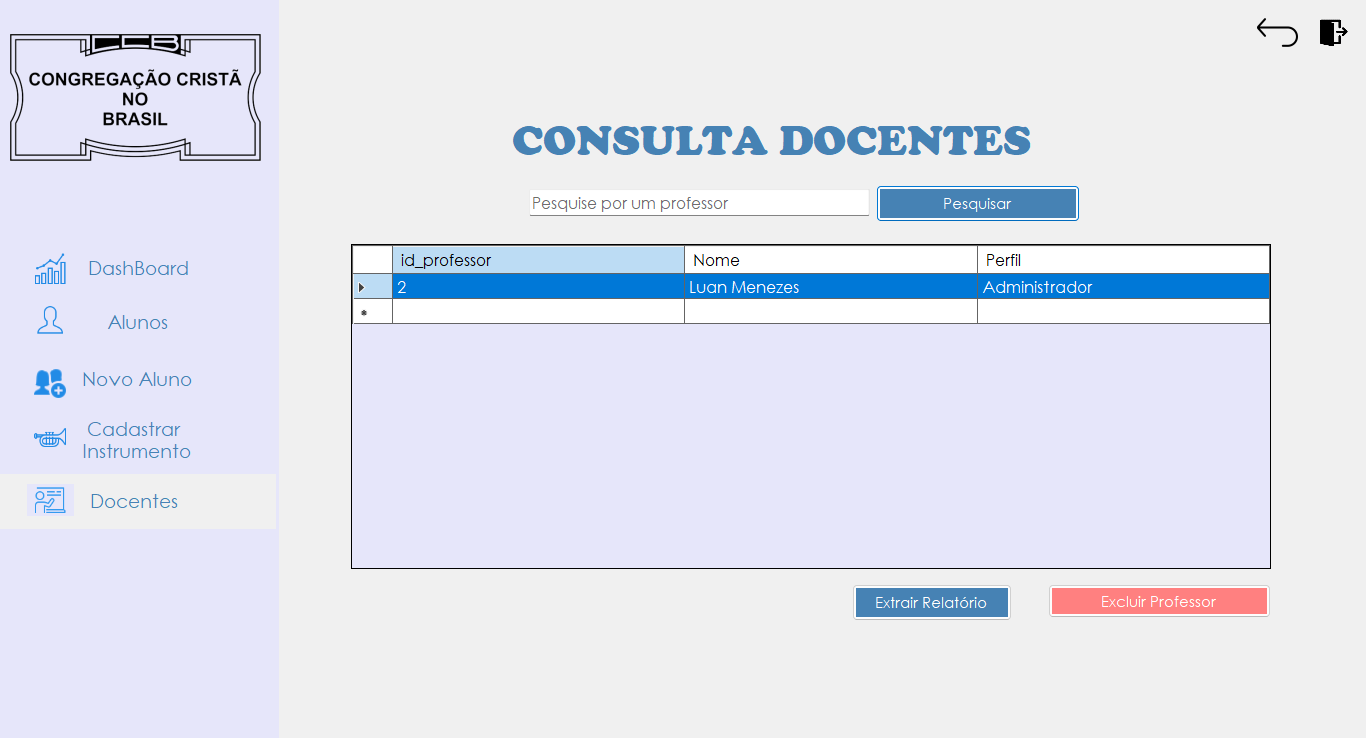 CCB
CONGREGAÇÃO CRISTÃ
NO
BRASIL
DashBoard
Alunos
Novo Aluno
Cadastrar
Instrumento
Docentes
CONSULTA DOCENTES
Pesquise por um professor Pesquisar
id_professor Nome Perfil
2 Luan Menezes Administrador
*
Extrair Relatório Excluir Professor